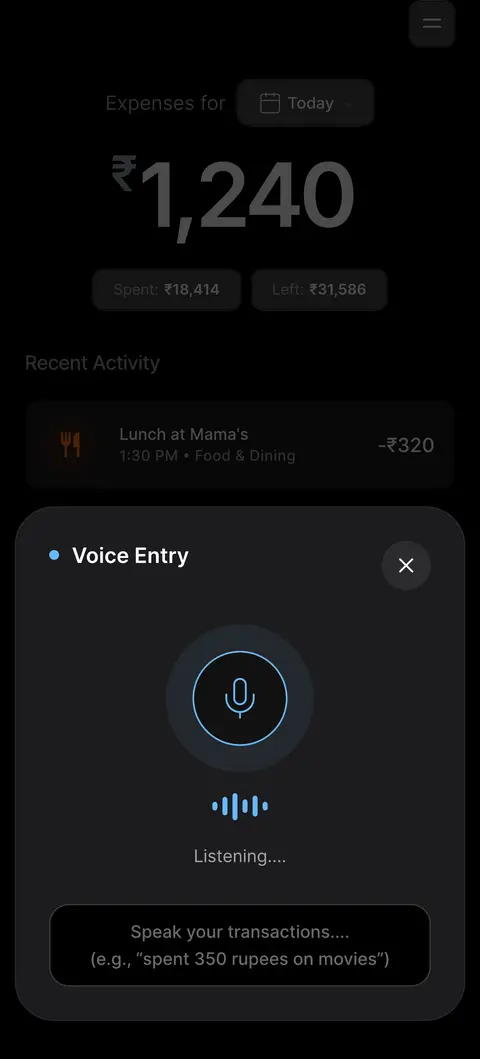 Expenses for Today
₹1,240
Spent: ₹18,414 Left: ₹31,586
Recent Activity
Lunch at Mama's
1:30 PM • Food & Dining
-₹320
Voice Entry
Listening....
Speak your transactions....
(e.g., “spent 350 rupees on movies”)